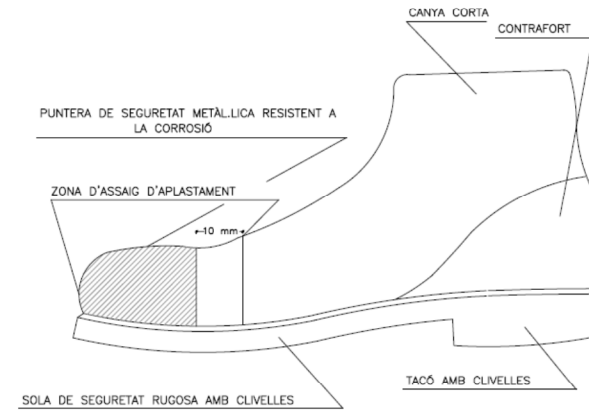 CANYA CORTA
CONTRAFORT
PUNTERA DE SEGURETAT METÀL.LICA RESISTENT A
LA CORROSIÓ
ZONA D'ASSAIG D'APLASTAMENT
10 mm
TACÓ AMB CLIVELLES
SOLA DE SEGURETAT RUGOSA AMB CLIVELLES